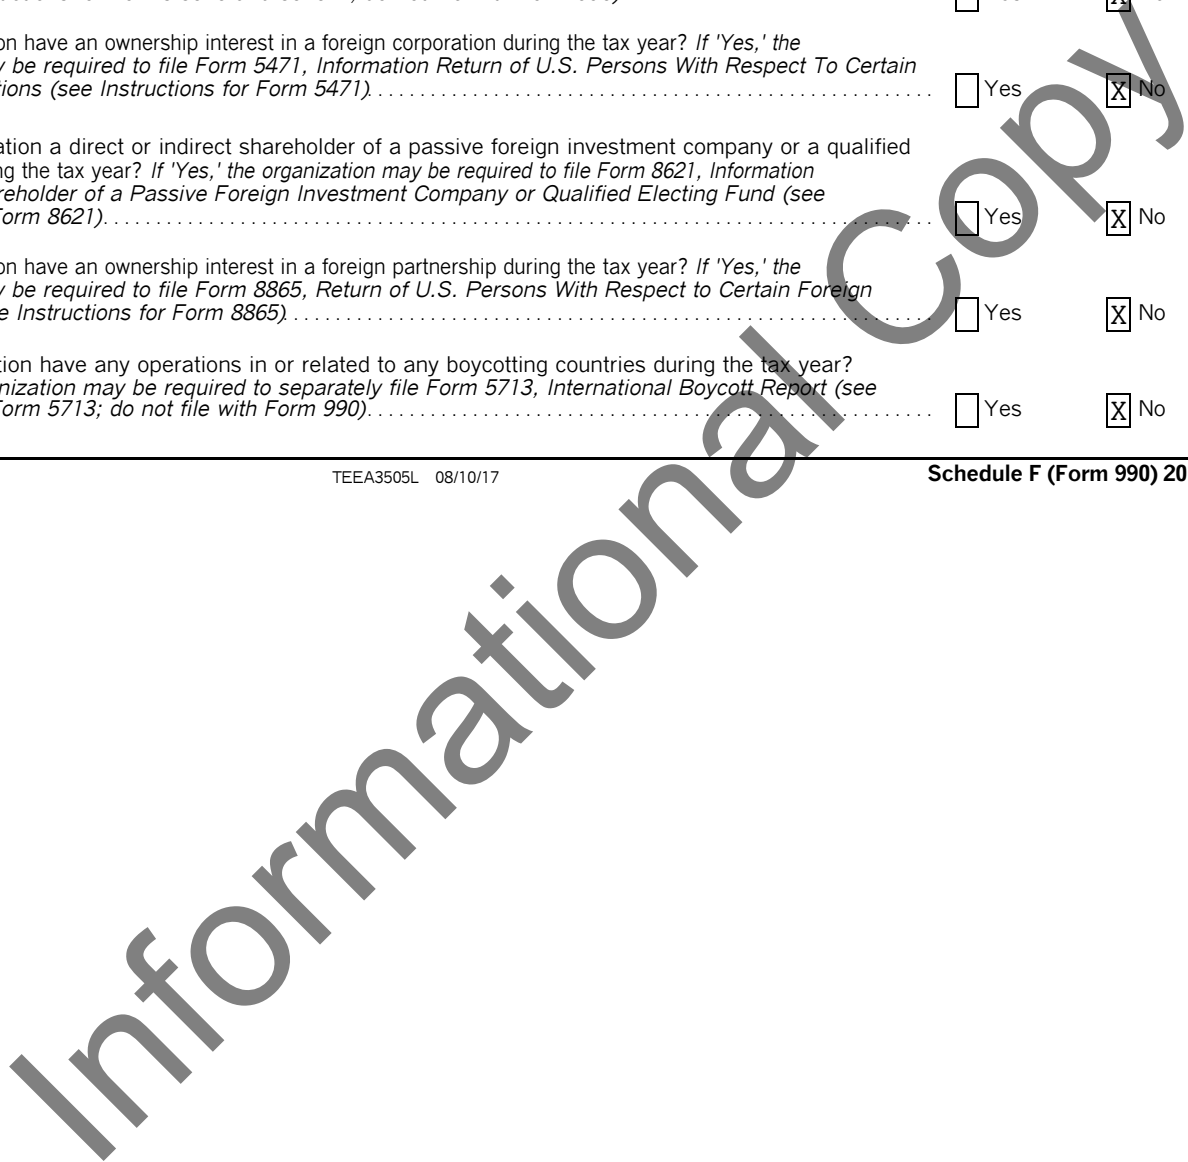 on have an ownership interest in a foreign corporation during the tax year? If 'Yes,' the
y be required to file Form 5471, Information Return of U.S. Persons With Respect To Certain
ions (see Instructions for Form 5471). . . . . . . . . . . . . . . . . . . . . . . . . . . . . . . . . . . . . . . . . . . . . . . . . . . . . . Yes X No
ation a direct or indirect shareholder of a passive foreign investment company or a qualified
ng the tax year? If 'Yes,' the organization may be required to file Form 8621, Information
reholder of a Passive Foreign Investment Company or Qualified Electing Fund (see
Form 8621). . . . . . . . . . . . . . . . . . . . . . . . . . . . . . . . . . . . . . . . . . . . . . . . . . . . . . . . . . . . . . . . . . . . . . . . . . . . . . . Yes X No
on have an ownership interest in a foreign partnership during the tax year? If 'Yes,' the
y be required to file Form 8865, Return of U.S. Persons With Respect to Certain Foreign
e Instructions for Form 8865). . . . . . . . . . . . . . . . . . . . . . . . . . . . . . . . . . . . . . . . . . . . . . . . . . . . . . . . . . . . . . Yes X No
tion have any operations in or related to any boycotting countries during the tax year?
nization may be required to separately file Form 5713, International Boycott Report (see
Form 5713; do not file with Form 990). . . . . . . . . . . . . . . . . . . . . . . . . . . . . . . . . . . . . . . . . . . . . . . . . . . . . . Yes X No
TEEA3505L 08/10/17 Schedule F (Form 990) 20
Informational Copy